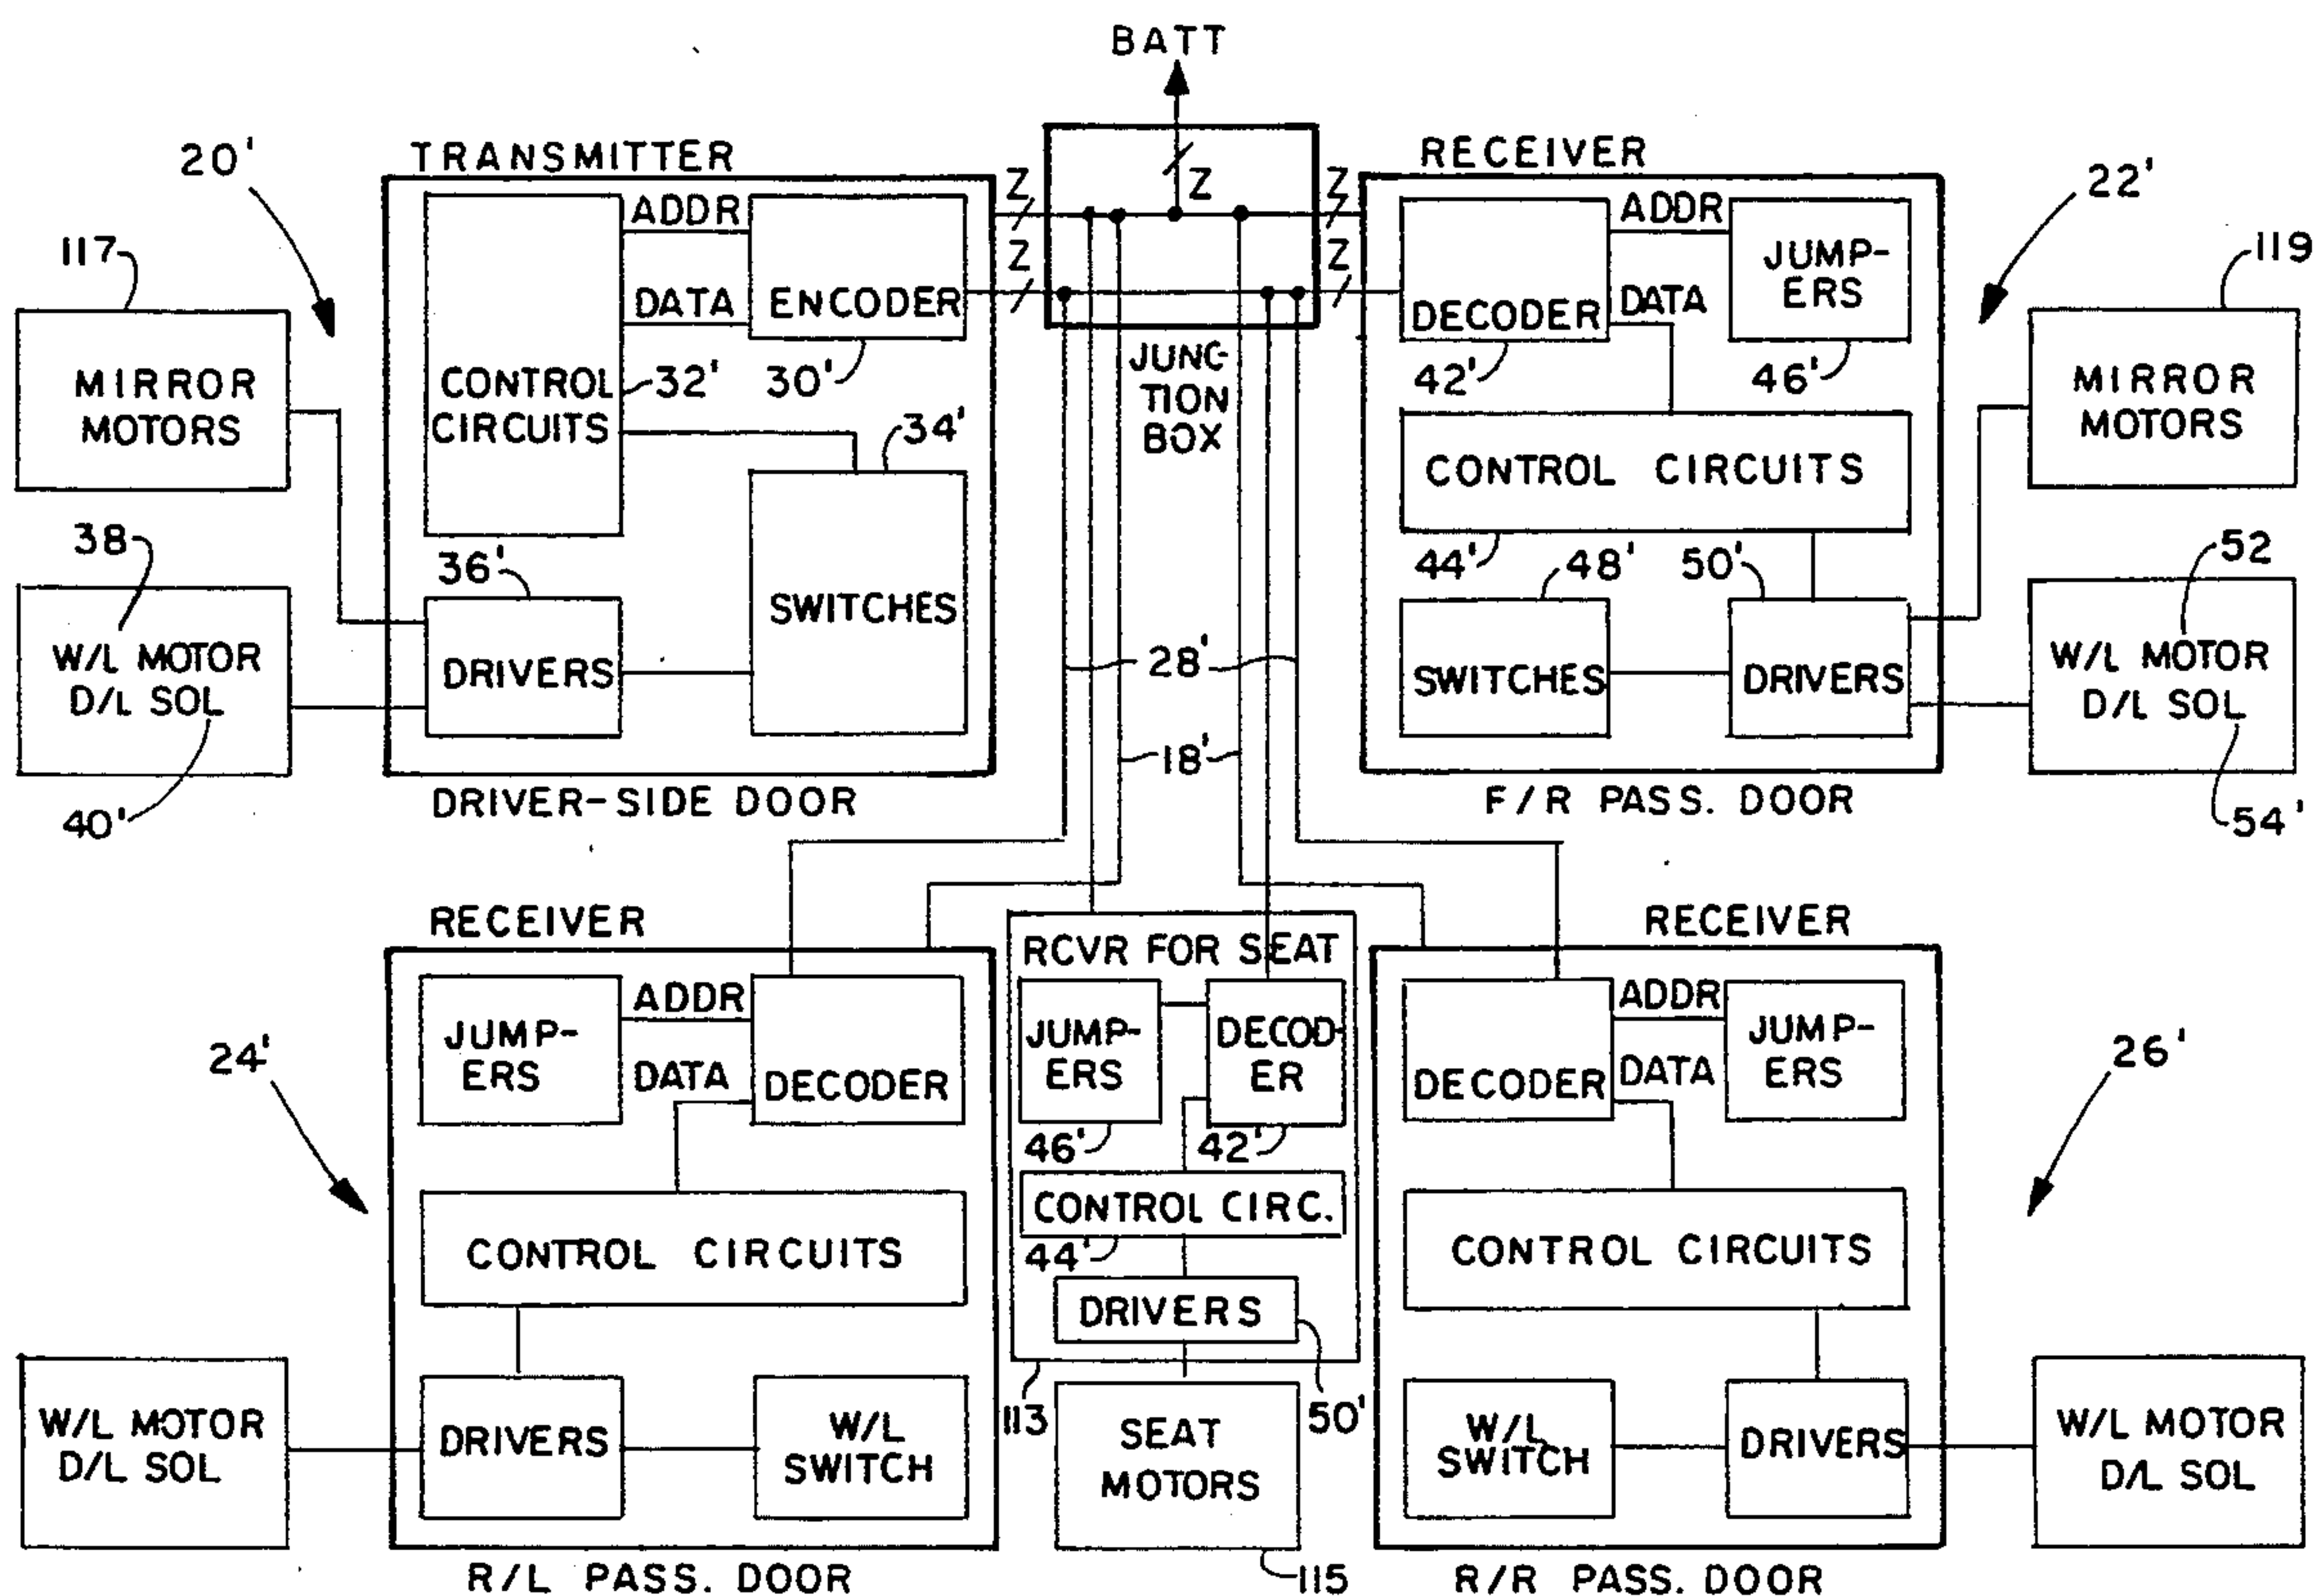 BATT
TRANSMITTER
RECEIVER
20'
22'
Z
Z
Z
Z
Z
117
119
ADDR
DATA
ENCODER
CONTROL
CIRCUITS
32'
30'
34'
SWITCHES
36'
DRIVERS
MIRROR
MOTORS
38
W/L MOTOR
D/L SOL
40'
DRIVER-SIDE DOOR
JUNC-
TION
BOX
28'
18'
ADDR
JUMP-
ERS
DATA
DECODER
42'
46'
CONTROL CIRCUITS
44'
48'
50'
SWITCHES
DRIVERS
MIRROR
MOTORS
52
W/L MOTOR
D/L SOL
54'
F/R PASS. DOOR
RECEIVER
24'
JUMP-
ERS
ADDR
DATA
DECODER
CONTROL CIRCUITS
DRIVERS
W/L
SWITCH
W/L MOTOR
D/L SOL
R/L PASS. DOOR
RCVR FOR SEAT
JUMP-
ERS
DECOD-
ER
46'
42'
CONTROL CIRC.
44'
DRIVERS
113
50'
SEAT
MOTORS
115
RECEIVER
26'
ADDR
DATA
DECODER
JUMP-
ERS
CONTROL CIRCUITS
W/L
SWITCH
DRIVERS
W/L MOTOR
D/L SOL
R/R PASS. DOOR